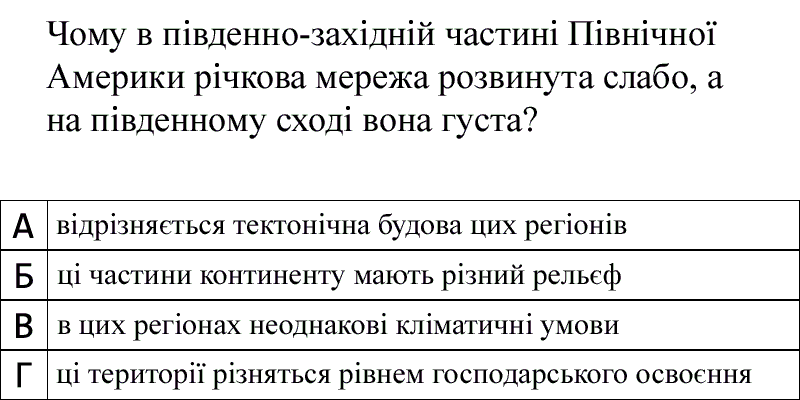 Чому в південно-західній частині Північної
Америки річкова мережа розвинута слабо, а
на південному сході вона густа?
А відрізняється тектонічна будова цих регіонів
Б ці частини континенту мають різний рельєф
В в цих регіонах неоднакові кліматичні умови
Г ці території різняться рівнем господарського освоєння